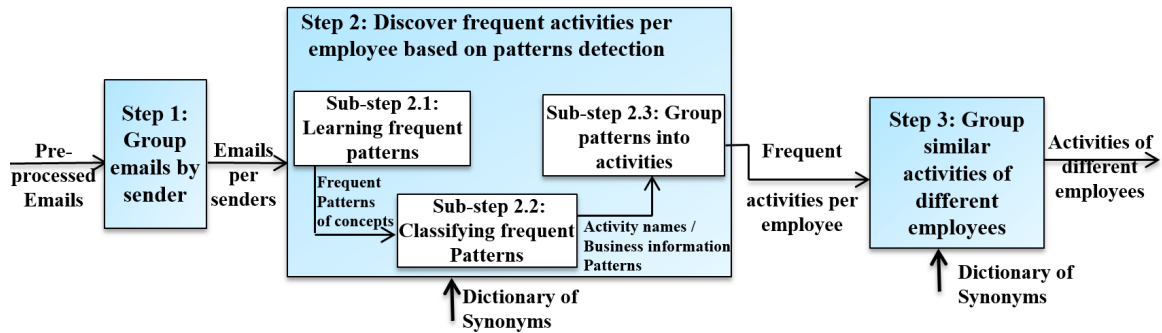 Pre-
processed
Emails
Step 1:
Group
emails by
sender
Emails
per
senders
Step 2: Discover frequent activities per
employee based on patterns detection
Sub-step 2.1:
Learning frequent
patterns
Frequent
Patterns
of concepts
Sub-step 2.2:
Classifying frequent
Patterns
Activity names /
Business information
Patterns
Sub-step 2.3: Group
patterns into
activities
Dictionary of
Synonyms
Frequent
activities per
employee
Step 3: Group
similar
activities of
different
employees
Dictionary of
Synonyms
Activities of
different
employees